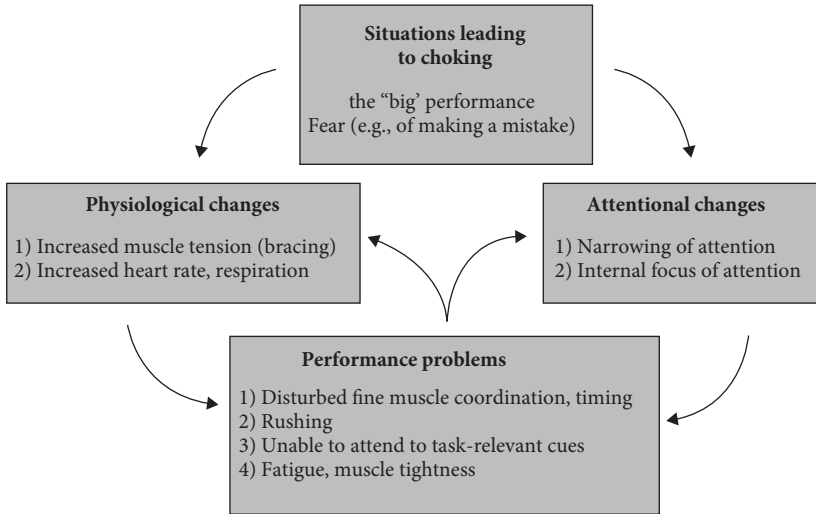 Situations leading
to choking
the “big’ performance
Fear (e.g., of making a mistake)
Physiological changes
1) Increased muscle tension (bracing)
2) Increased heart rate, respiration
Attentional changes
1) Narrowing of attention
2) Internal focus of attention
Performance problems
1) Disturbed fine muscle coordination, timing
2) Rushing
3) Unable to attend to task-relevant cues
4) Fatigue, muscle tightness